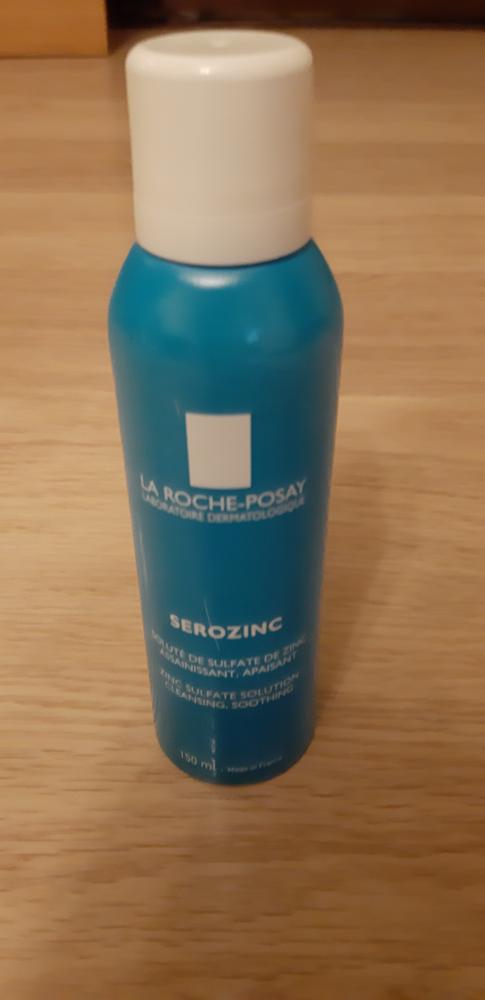 LA ROCHE-POSAY
LABORATOIRE DERMATOLOGIQUE
SEROZINC
SOLUTÉ DE SULFATE DE ZINC
ASSAINISSANT, APAISANT
ZINC SULFATE SOLUTION
CLEANSING, SOOTHING
150 ml . Made in France